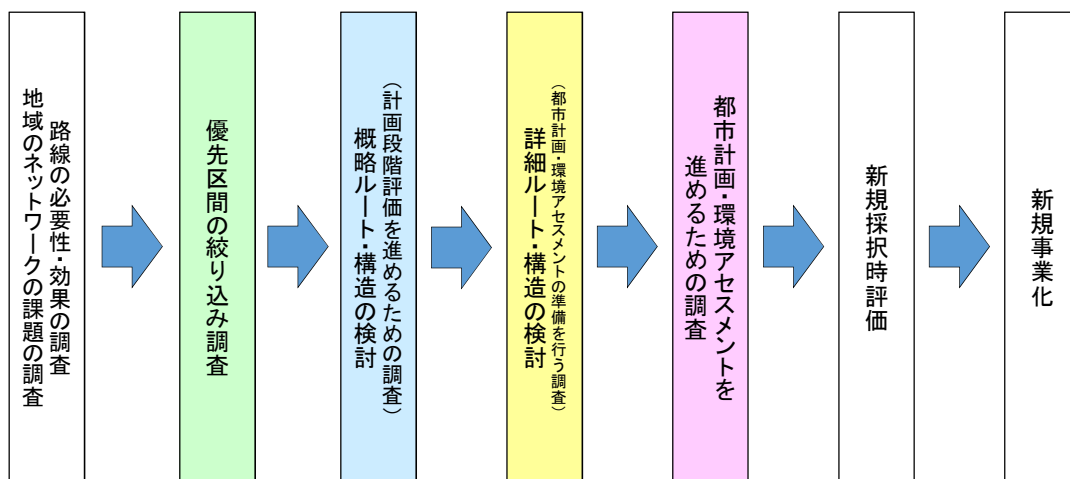 路線の必要性・効果の調査
地域のネットワークの課題の調査
優先区間の絞り込み調査
（計画段階評価を進めるための調査）
概略ルート・構造の検討
（都市計画・環境アセスメントの準備を行う調査）
詳細ルート・構造の検討
都市計画・環境アセスメントを
進めるための調査
新規採択時評価
新規事業化